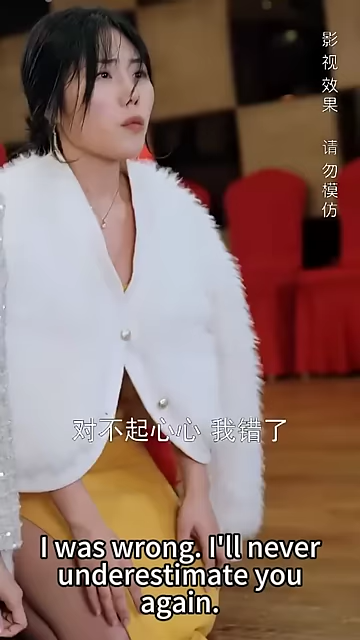 影视效果 请勿模仿
对不起心心 我错了
I was wrong. I'll never
underestimate you
again.